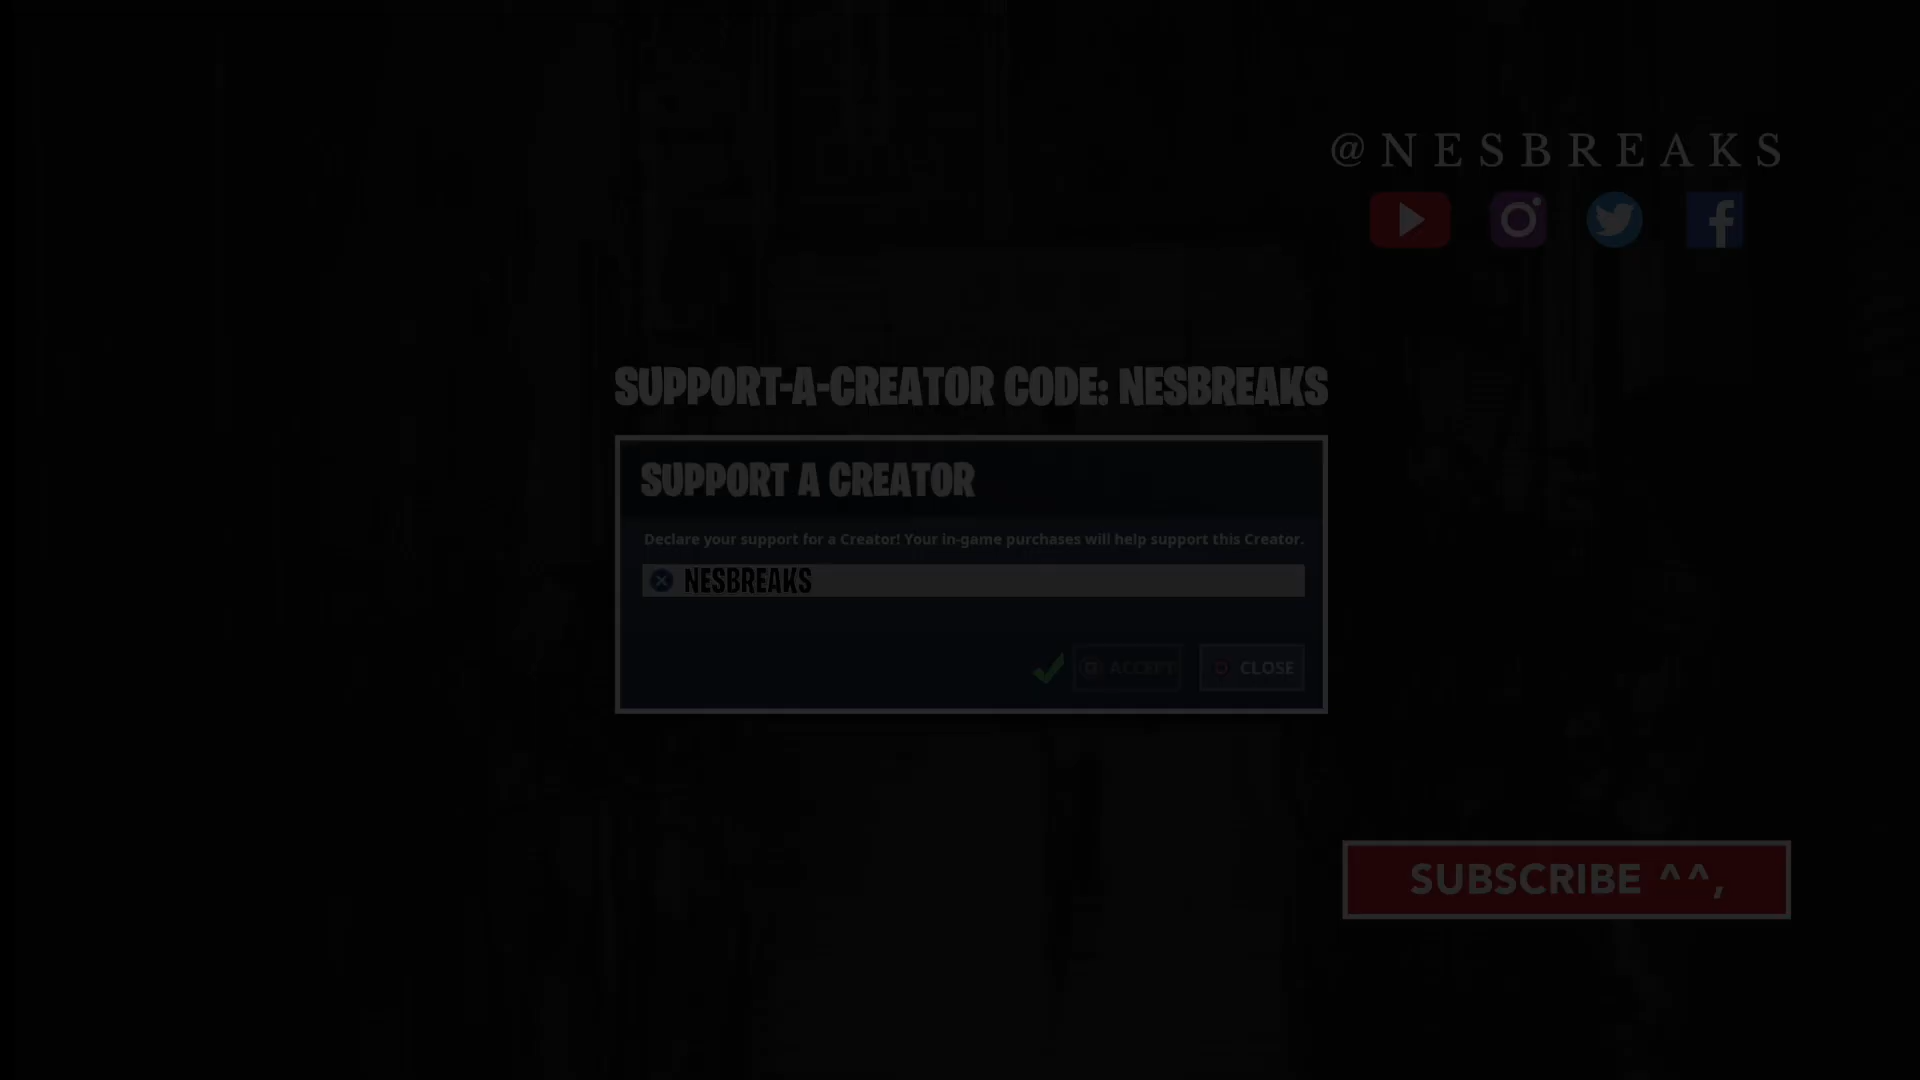 @NESBREAKS
SUPPORT-A-CREATOR CODE: NESBREAKS
SUPPORT A CREATOR
Declare your support for a Creator! Your in-game purchases will help support this Creator.
NESBREAKS
ACCEPT CLOSE
SUBSCRIBE ^^,